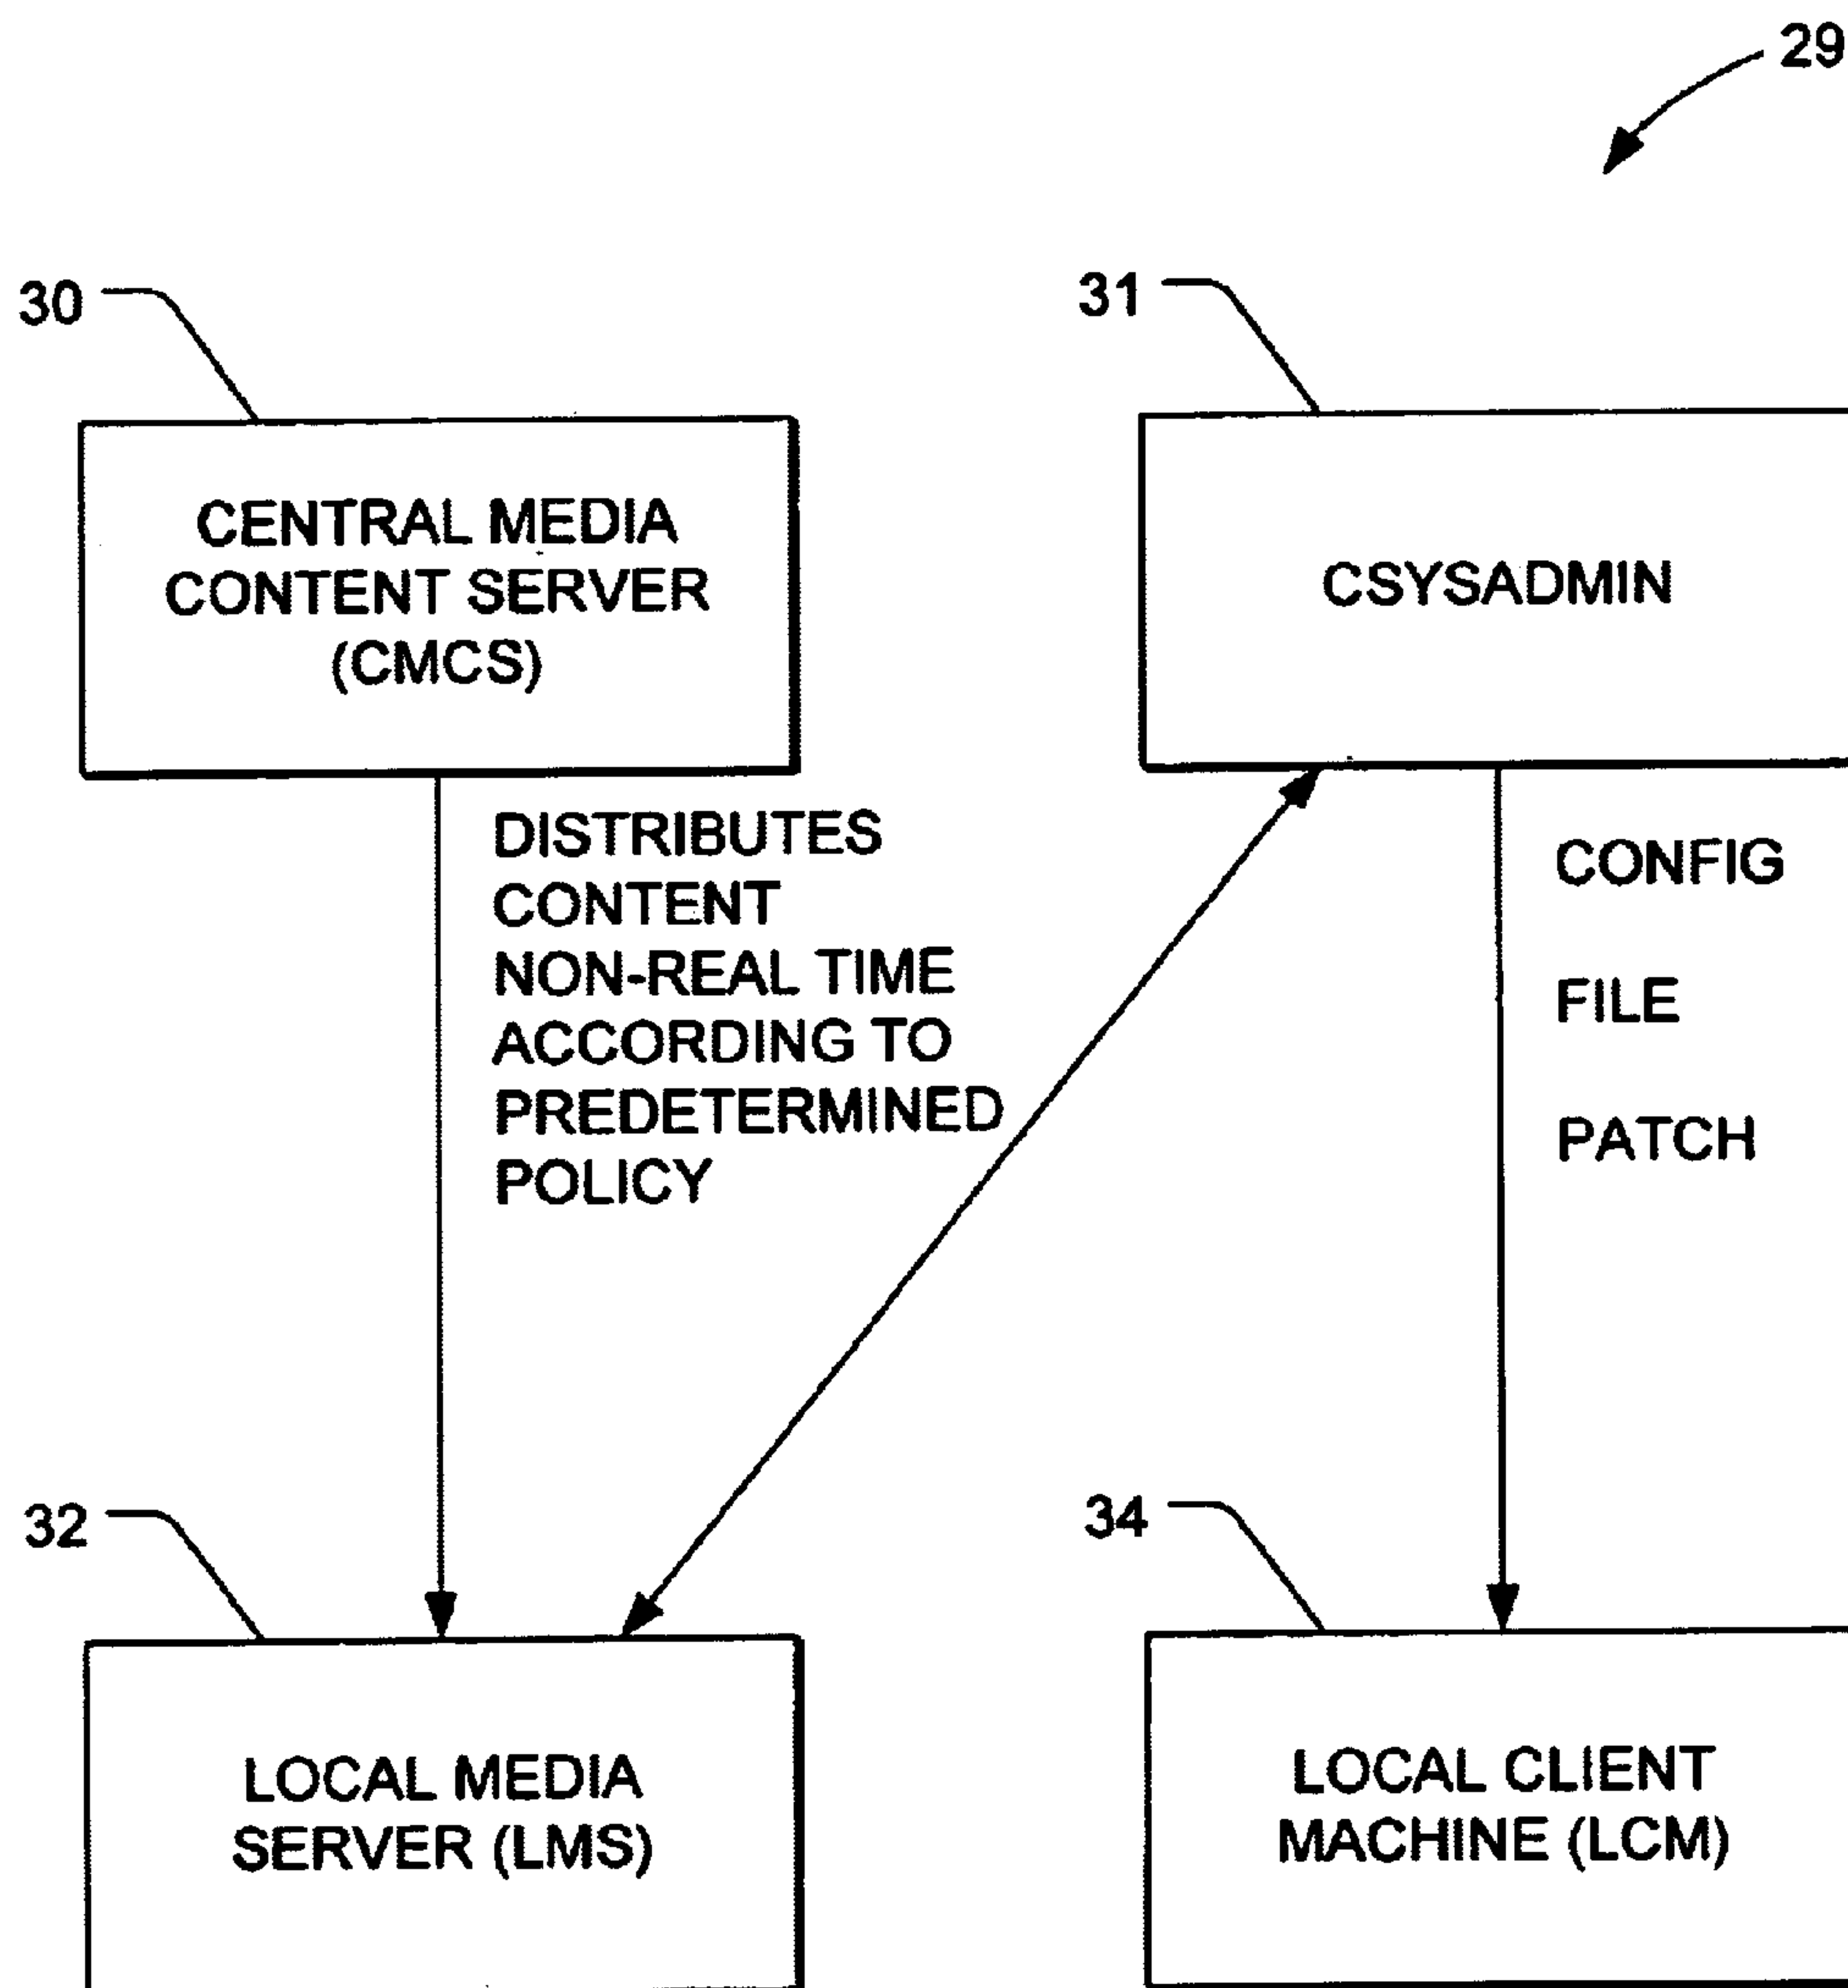 29
30
31
CENTRAL MEDIA
CONTENT SERVER
(CMCS)
CSYSADMIN
DISTRIBUTES
CONTENT
NON-REAL TIME
ACCORDING TO
PREDETERMINED
POLICY
CONFIG
FILE
PATCH
32
34
LOCAL MEDIA
SERVER (LMS)
LOCAL CLIENT
MACHINE (LCM)